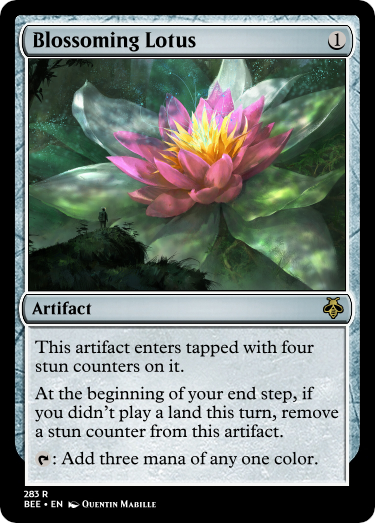 Blossoming Lotus 1
Artifact
This artifact enters tapped with four
stun counters on it.
At the beginning of your end step, if
you didn't play a land this turn, remove
a stun counter from this artifact.
: Add three mana of any one color.
283 R
BEE • EN Quentin Mabille